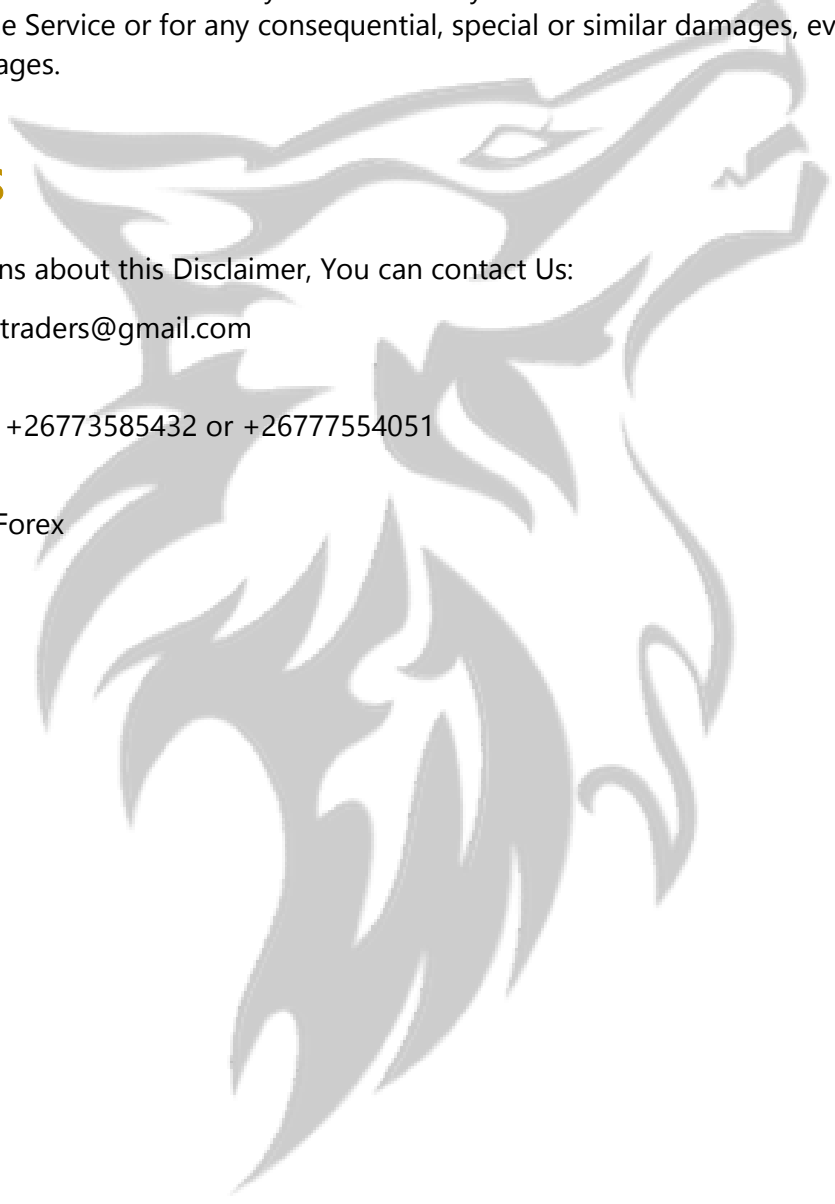 e Service or for any consequential, special or similar damages, ev
ages.
s
ns about this Disclaimer, You can contact Us:
traders@gmail.com
+26773585432 or +26777554051
Forex